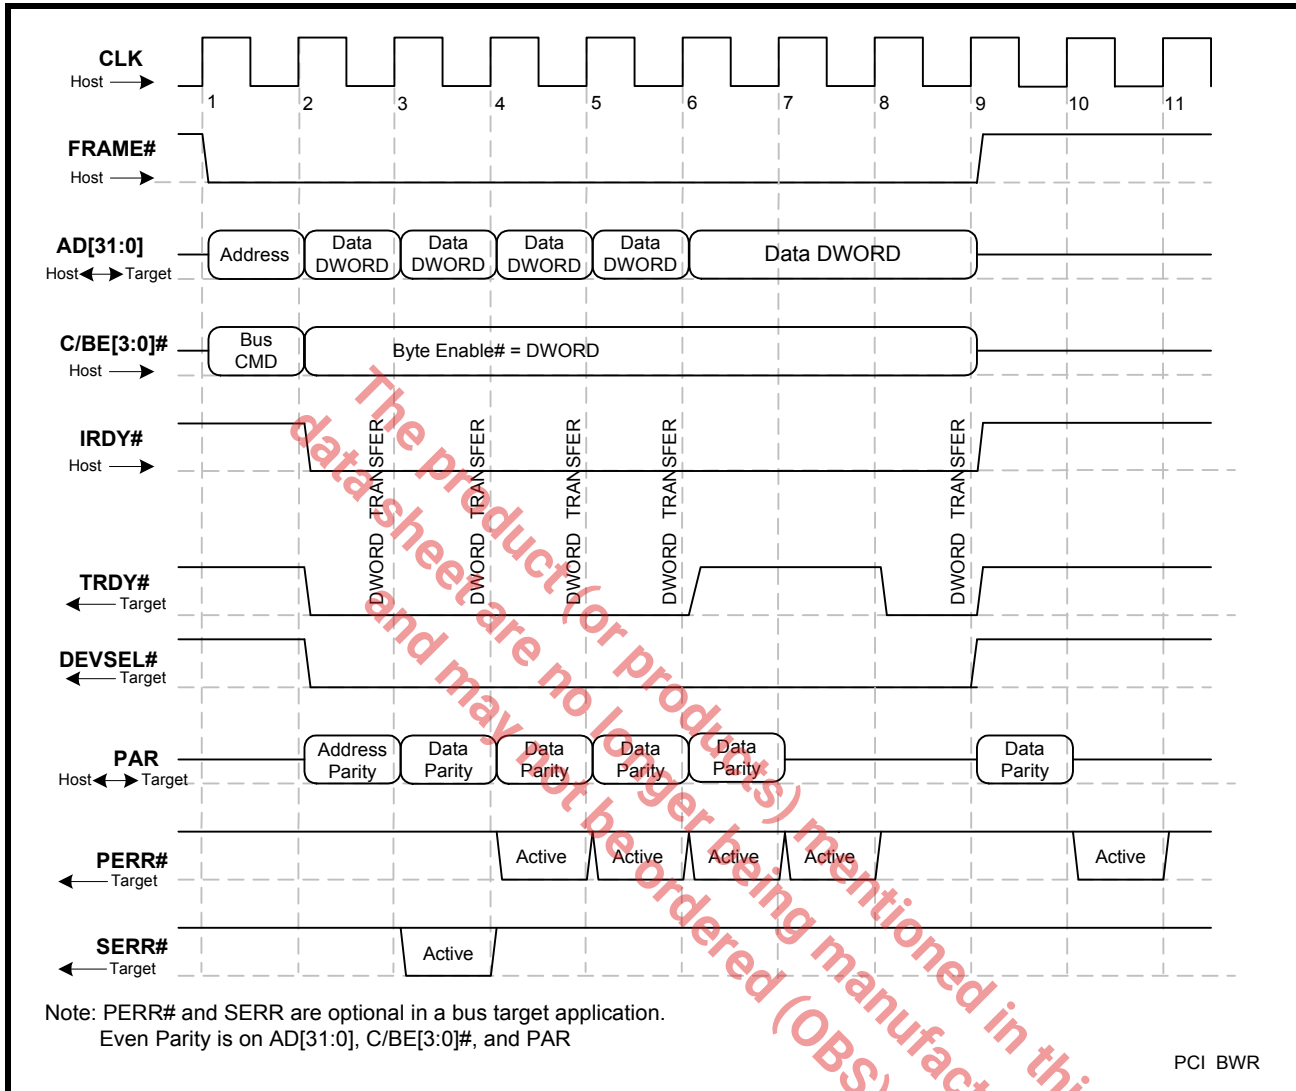 CLK
Host
1 2 3 4 5 6 7 8 9 10 11
FRAME#
Host
AD[31:0]
Host Target
Address
Data DWORD
Data DWORD
Data DWORD
Data DWORD
Data DWORD
C/BE[3:0]#
Host
Bus CMD
Byte Enable# = DWORD
IRDY#
Host
DWORD TRANSFER
DWORD TRANSFER
DWORD TRANSFER
DWORD TRANSFER
DWORD TRANSFER
TRDY#
Target
DEVSEL#
Target
PAR
Host Target
Address Parity
Data Parity
Data Parity
Data Parity
Data Parity
Data Parity
PERR#
Target
Active
Active
Active
Active
Active
SERR#
Target
Active
Note: PERR# and SERR are optional in a bus target application.
Even Parity is on AD[31:0], C/BE[3:0]#, and PAR
PCI BWR
The product (or products) mentioned in thi
data sheet are no longer being manufact
and may not be ordered (OBS)